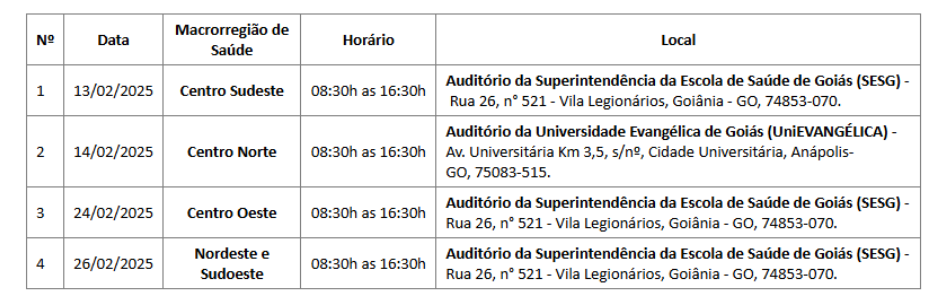 Nº Data Macrorregião de Saúde Horário Local
1 13/02/2025 Centro Sudeste 08:30h as 16:30h Auditório da Superintendência da Escola de Saúde de Goiás (SESG) -
Rua 26, n° 521 - Vila Legionários, Goiânia - GO, 74853-070.
2 14/02/2025 Centro Norte 08:30h as 16:30h Auditório da Universidade Evangélica de Goiás (UniEVANGÉLICA) -
Av. Universitária Km 3,5, s/nº, Cidade Universitária, Anápolis-
GO, 75083-515.
3 24/02/2025 Centro Oeste 08:30h as 16:30h Auditório da Superintendência da Escola de Saúde de Goiás (SESG) -
Rua 26, n° 521 - Vila Legionários, Goiânia - GO, 74853-070.
4 26/02/2025 Nordeste e Sudoeste 08:30h as 16:30h Auditório da Superintendência da Escola de Saúde de Goiás (SESG) -
Rua 26, n° 521 - Vila Legionários, Goiânia - GO, 74853-070.